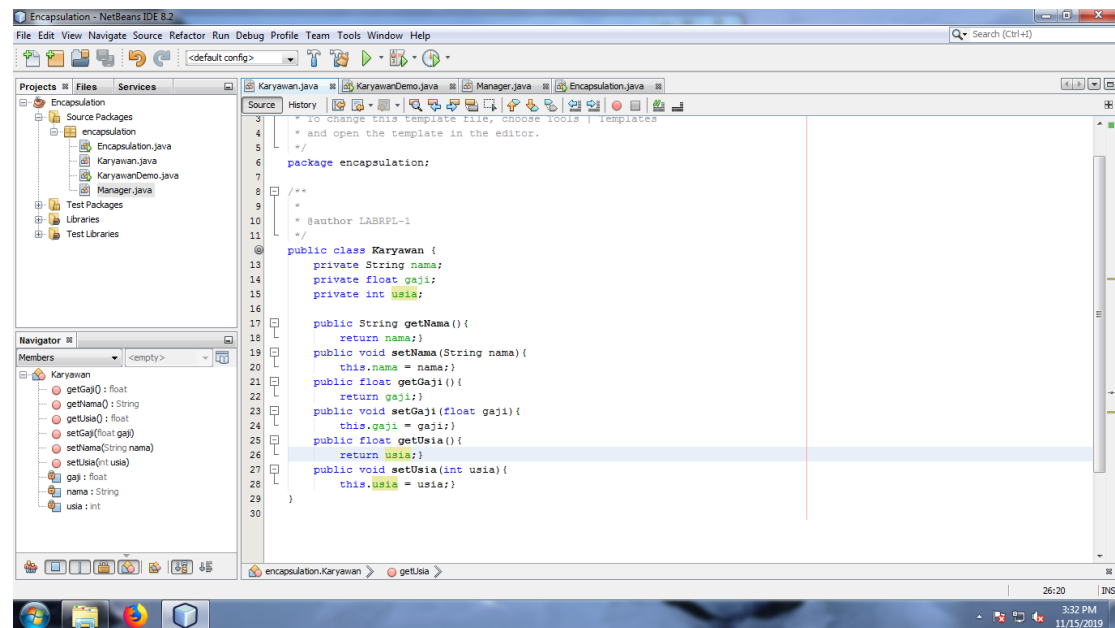 Encapsulation - NetBeans IDE 8.2
File Edit View Navigate Source Refactor Run Debug Profile Team Tools Window Help
Search (Ctrl+I)
<default config>
Projects Files Services
Encapsulation
Source Packages
encapsulation
Encapsulation.java
Karyawan.java
KaryawanDemo.java
Manager.java
Test Packages
Libraries
Test Libraries
Navigator
Members <empty>
Karyawan
getGaji() : float
getNama() : String
getUsia() : float
setGaji(float gaji)
setNama(String nama)
setUsia(int usia)
gaji : float
nama : String
usia : int
Karyawan.java KaryawanDemo.java Manager.java Encapsulation.java
Source History
3 * To change this template file, choose Tools | Templates
4 * and open the template in the editor.
5 */
6 package encapsulation;
7
8 /**
9 *
10 * @author LABRPL-1
11 */
public class Karyawan {
13 private String nama;
14 private float gaji;
15 private int usia;
16
17 public String getNama(){
18 return nama;}
19 public void setNama(String nama){
20 this.nama = nama;}
21 public float getGaji(){
22 return gaji;}
23 public void setGaji(float gaji){
24 this.gaji = gaji;}
25 public float getUsia(){
26 return usia;}
27 public void setUsia(int usia){
28 this.usia = usia;}
29 }
30
encapsulation.Karyawan getUsia
26:20 INS
3:32 PM
11/15/2019